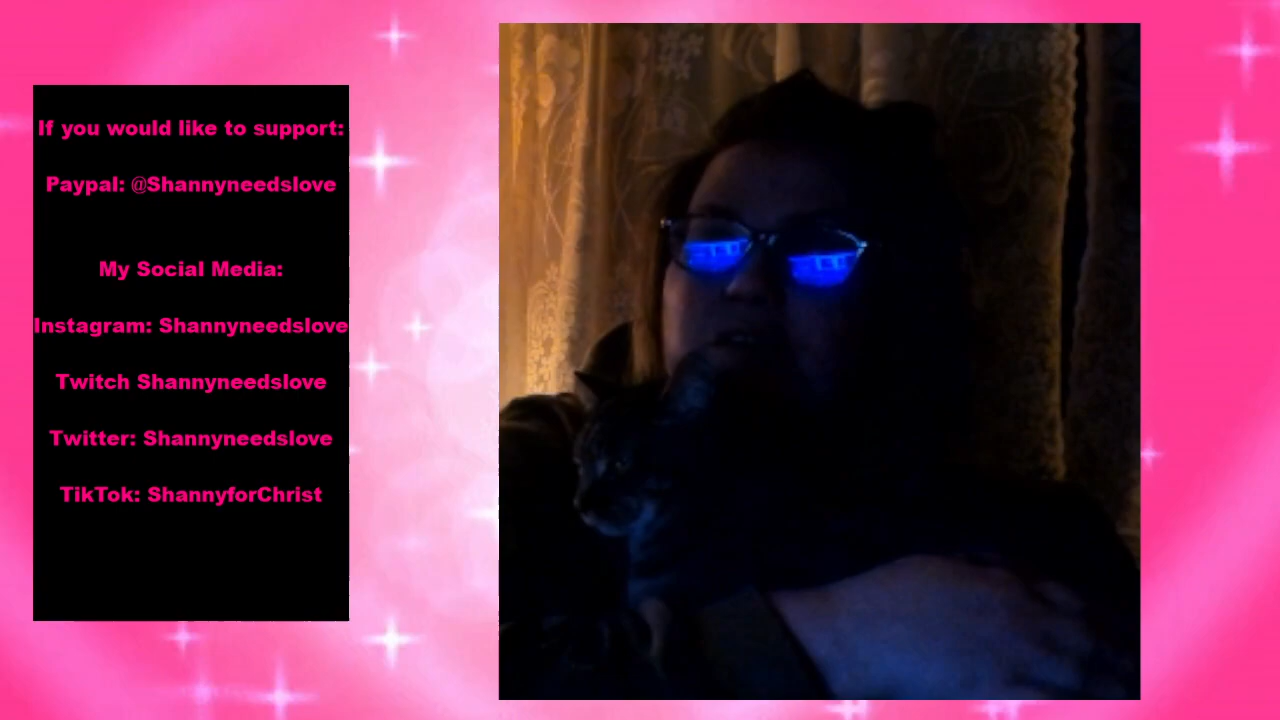 If you would like to support:
Paypal: @Shannyneedslove
My Social Media:
Instagram: Shannyneedslove
Twitch Shannyneedslove
Twitter: Shannyneedslove
TikTok: ShannyforChrist